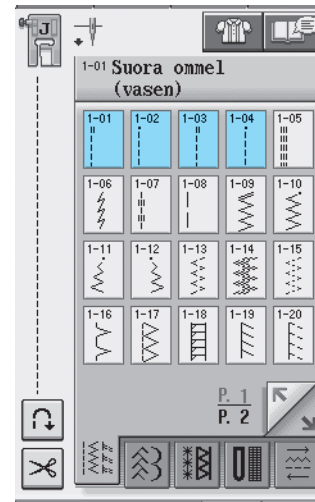 J
1-01 Suora ommel
(vasen)
1-01 1-02 1-03 1-04 1-05
1-06 1-07 1-08 1-09 1-10
1-11 1-12 1-13 1-14 1-15
1-16 1-17 1-18 1-19 1-20
P. 1
P. 2